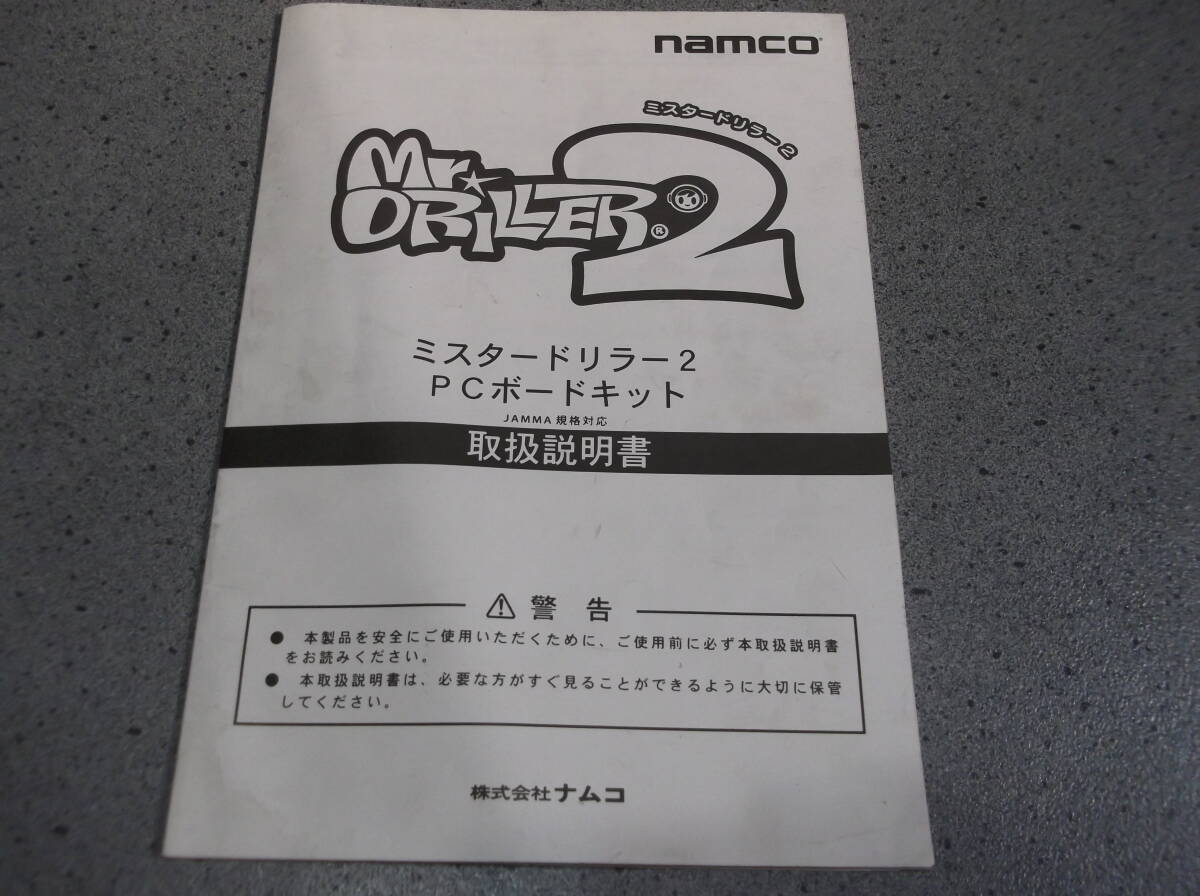 namco
ミスタードリラー2
Mr.
DRILLER® 2
ミスタードリラー2
PCボードキット
JAMMA規格対応
取扱説明書
⚠ 警告
● 本製品を安全にご使用いただくために、ご使用前に必ず本取扱説明書
をお読みください。
● 本取扱説明書は、必要な方がすぐ見ることができるように大切に保管
してください。
株式会社ナムコ